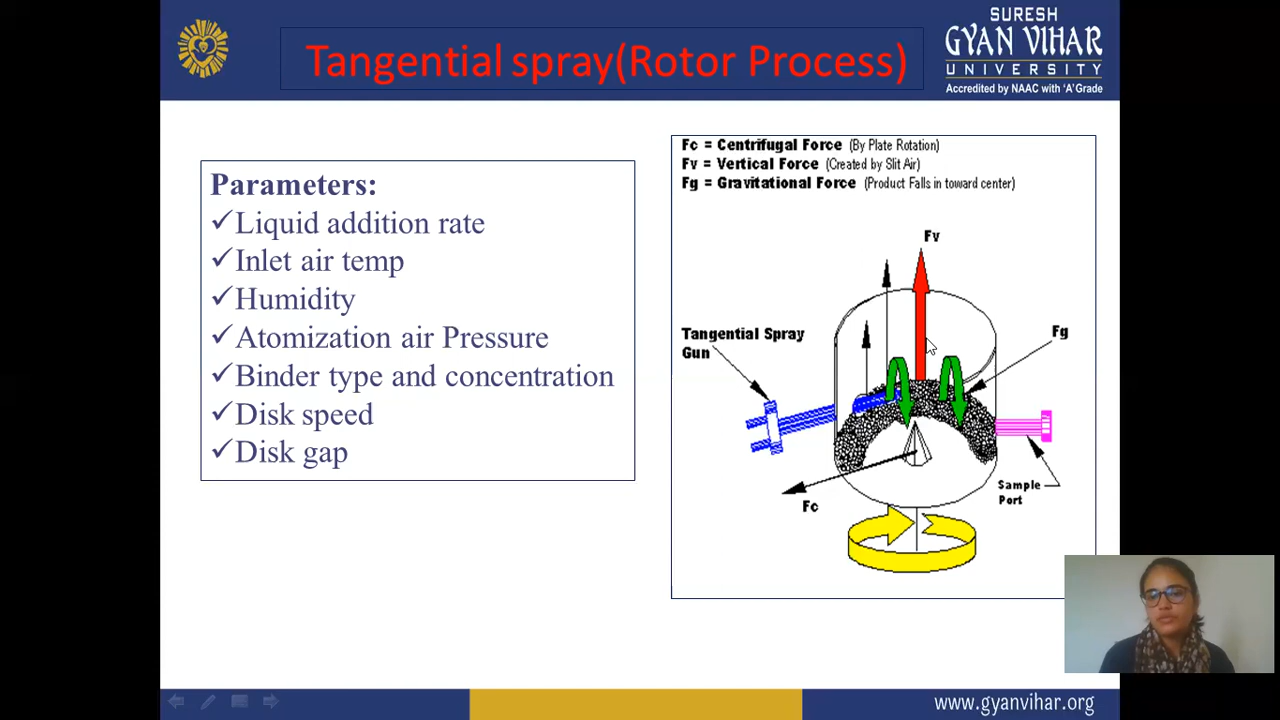 Tangential spray(Rotor Process)
SURESH
GYAN VIHAR
UNIVERSITY
Accredited by NAAC with 'A' Grade
Parameters:
✓Liquid addition rate
✓Inlet air temp
✓Humidity
✓Atomization air Pressure
✓Binder type and concentration
✓Disk speed
✓Disk gap
Fc = Centrifugal Force (By Plate Rotation)
Fv = Vertical Force (Created by Slit Air)
Fg = Gravitational Force (Product Falls in toward center)
Fv
Tangential Spray
Gun
Fg
Fc
Sample
Port
www.gyanvihar.org